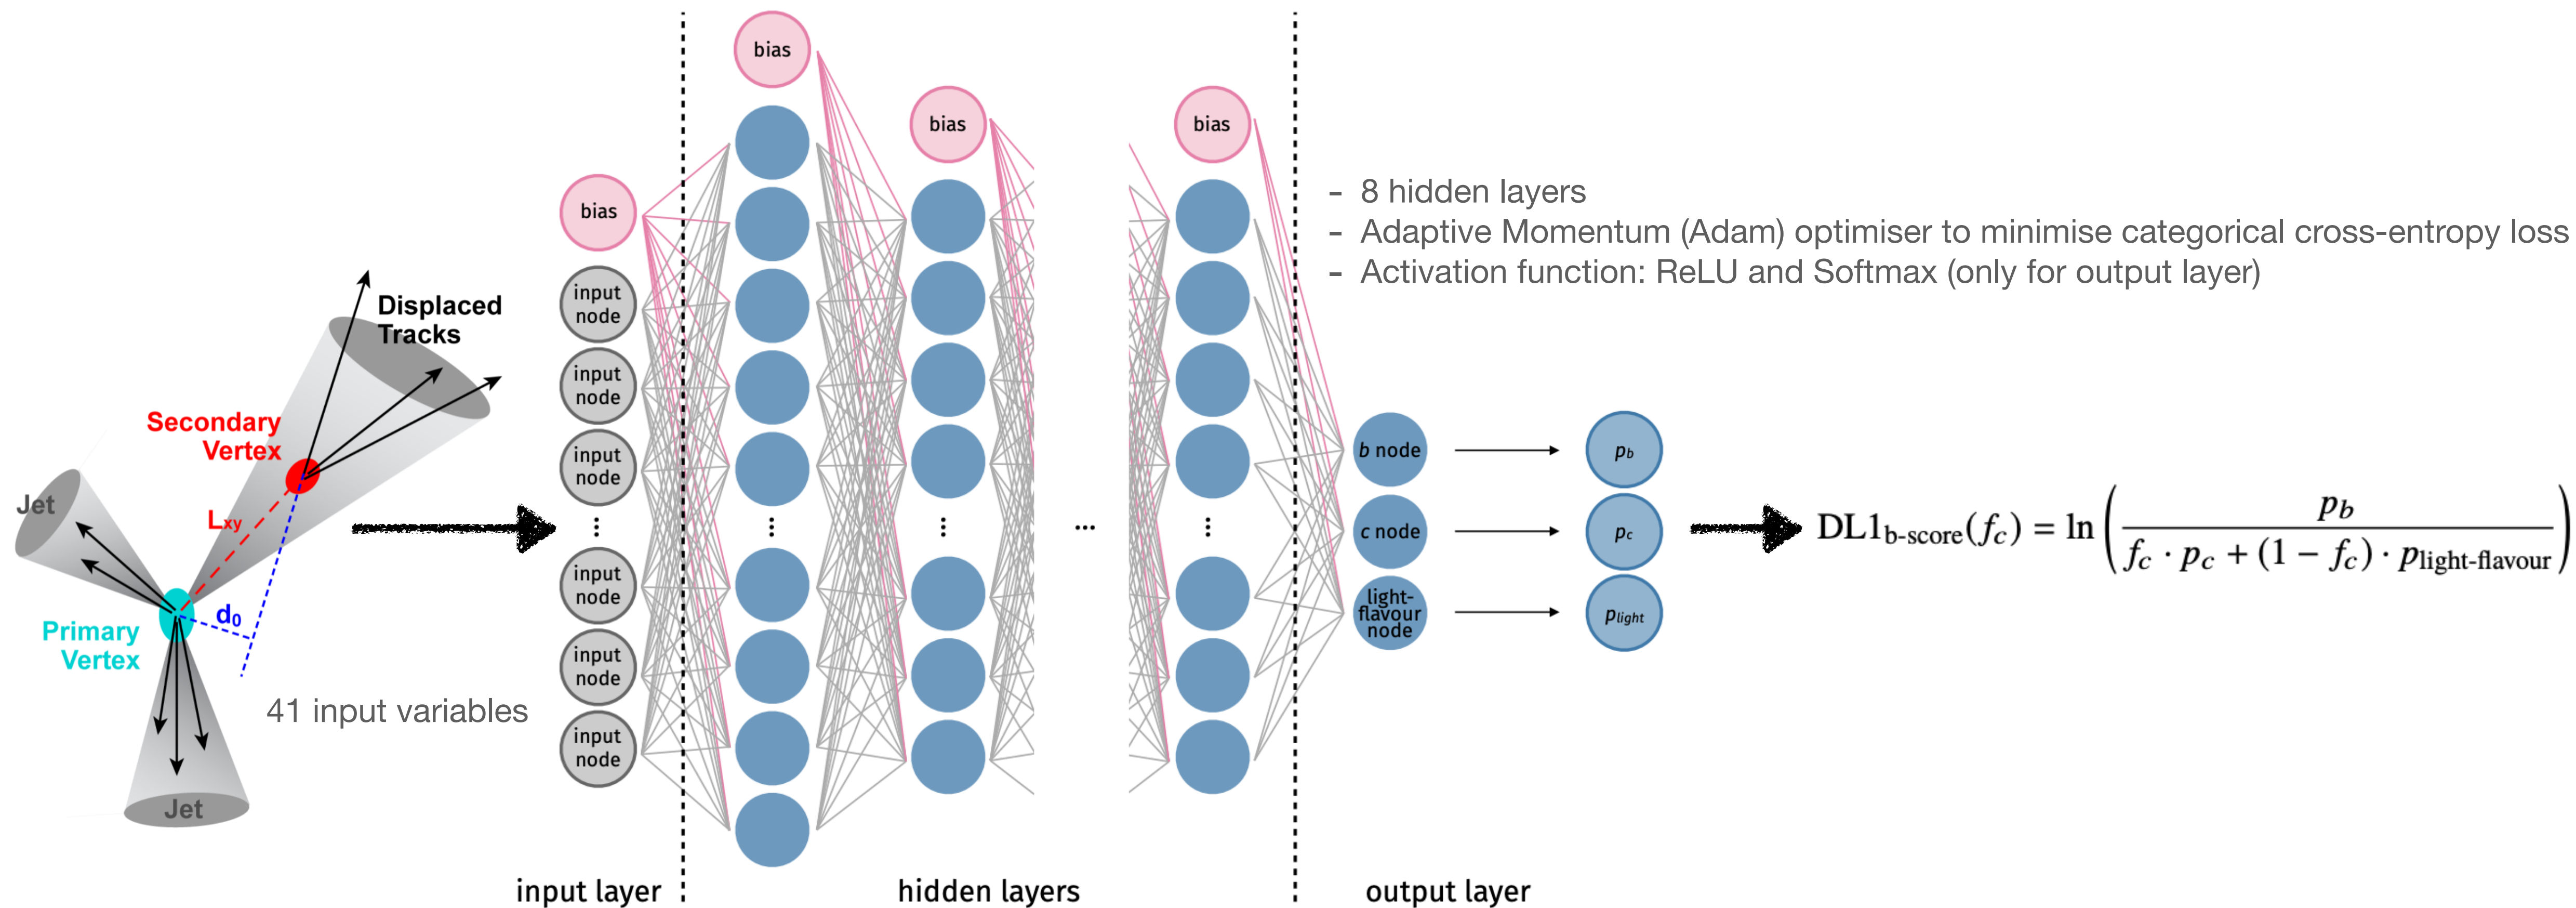 Displaced
Tracks
Secondary
Vertex
Jet
Lxy
d0
Primary
Vertex
41 input variables
Jet
bias
input
node
input
node
input
node
⋮
input
node
input
node
input
node
input layer
bias
⋮
bias
⋮
...
bias
⋮
hidden layers
- 8 hidden layers
- Adaptive Momentum (Adam) optimiser to minimise categorical cross-entropy loss
- Activation function: ReLU and Softmax (only for output layer)
b node
c node
light-
flavour
node
pb
pc
plight
output layer
DL1b-score(fc) = ln(pb / (fc · pc + (1 − fc) · plight-flavour))